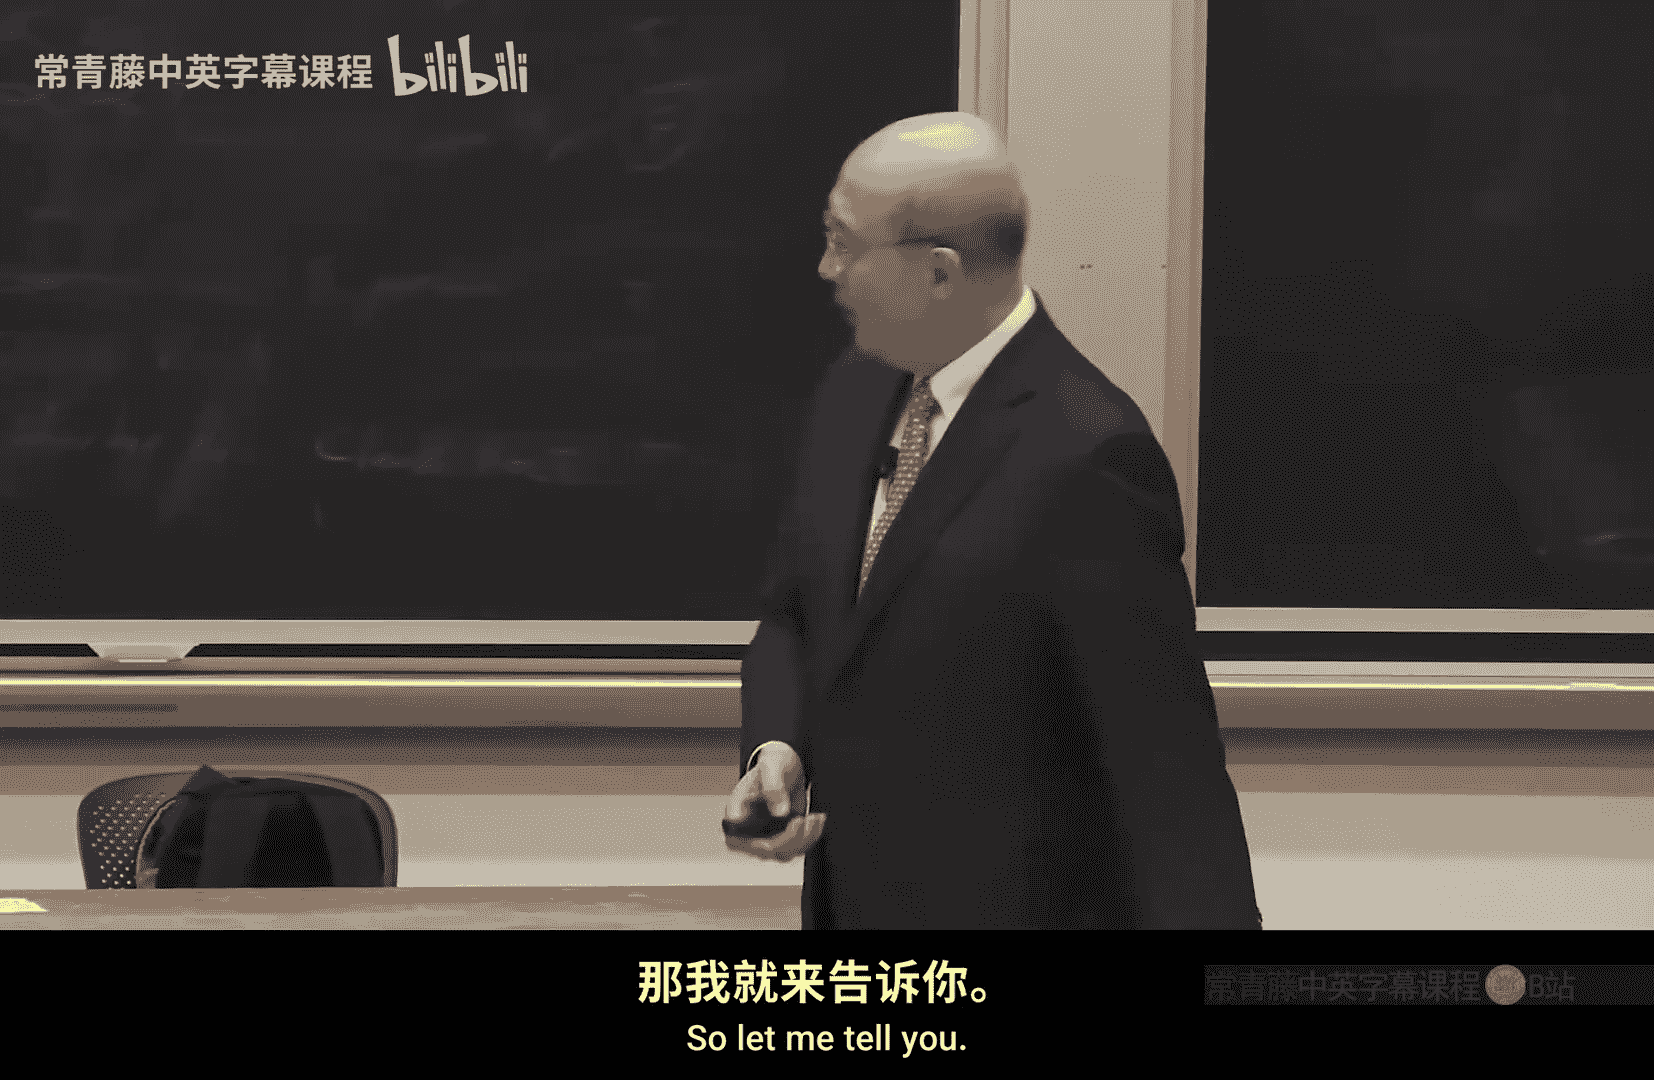 常青藤中英字幕课程 bilibili
那我就来告诉你。
So let me tell you.
常青藤中英字幕课程 B站